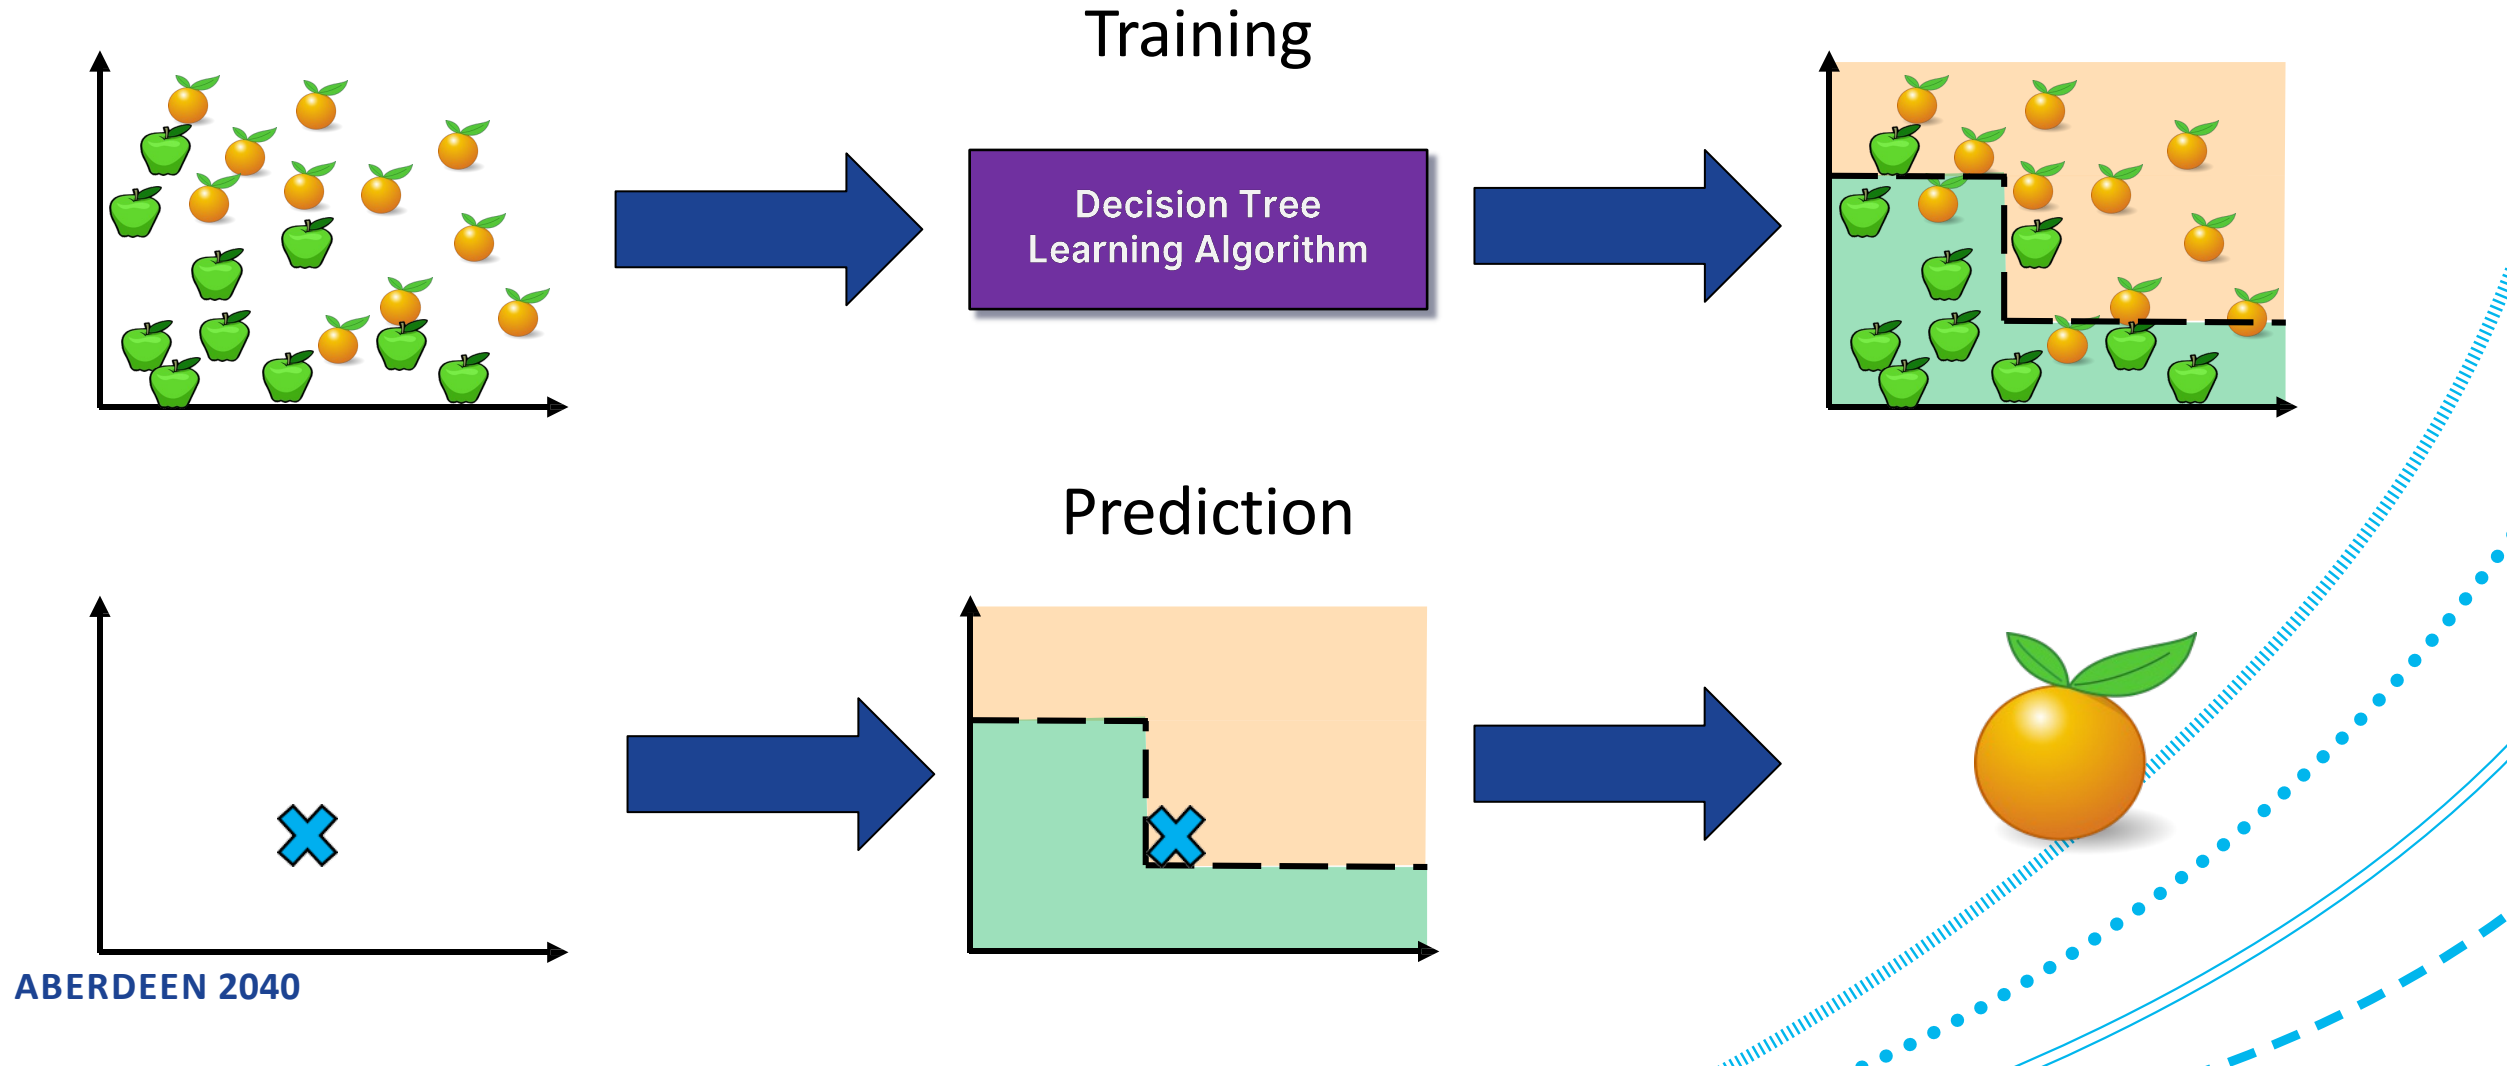 Training
Decision Tree
Learning Algorithm
Prediction
ABERDEEN 2040